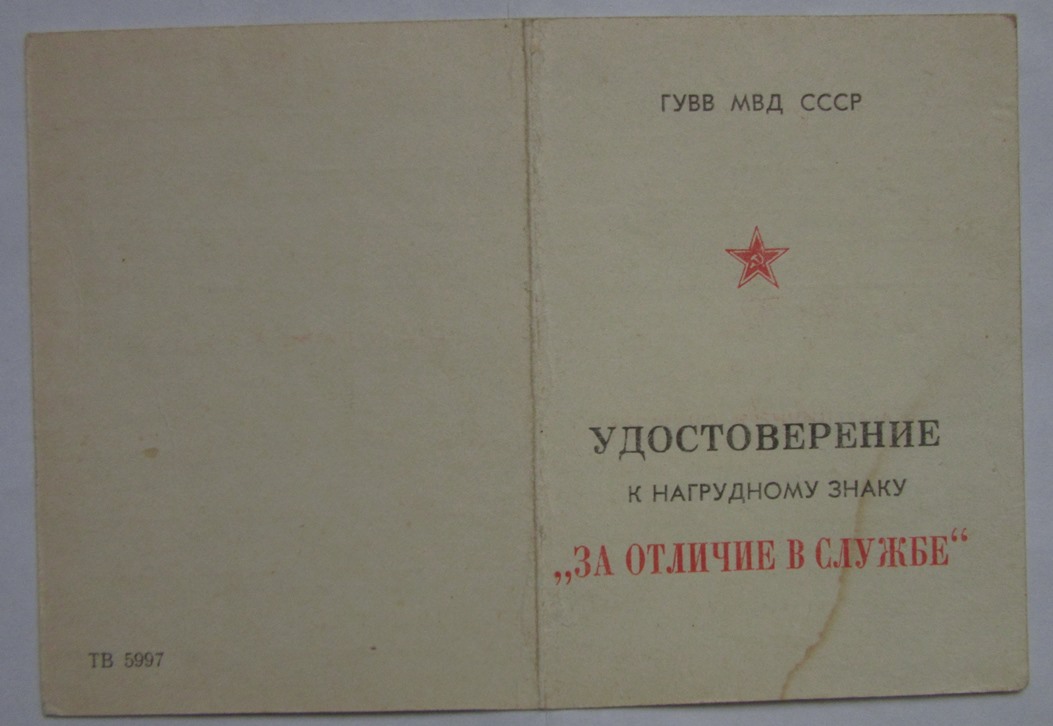 ГУВВ МВД СССР
УДОСТОВЕРЕНИЕ
К НАГРУДНОМУ ЗНАКУ
„ЗА ОТЛИЧИЕ В СЛУЖБЕ“
ТВ 5997